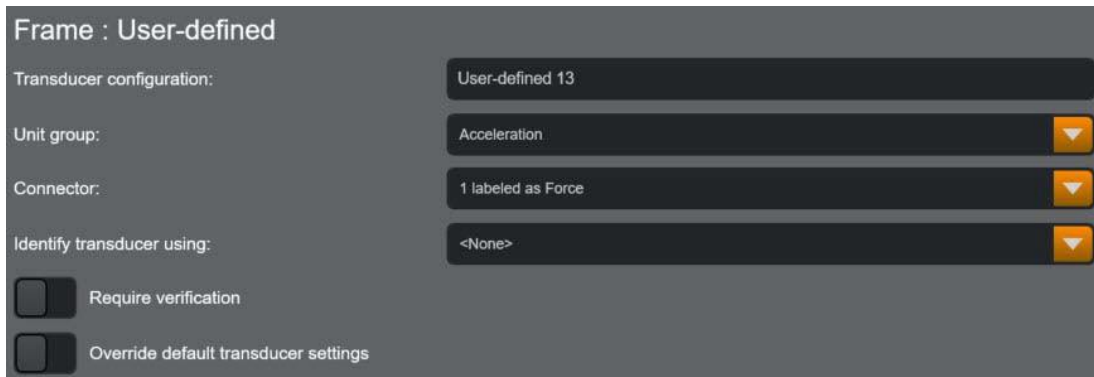 Frame : User-defined
Transducer configuration: User-defined 13
Unit group: Acceleration
Connector: 1 labeled as Force
Identify transducer using: <None>
Require verification
Override default transducer settings